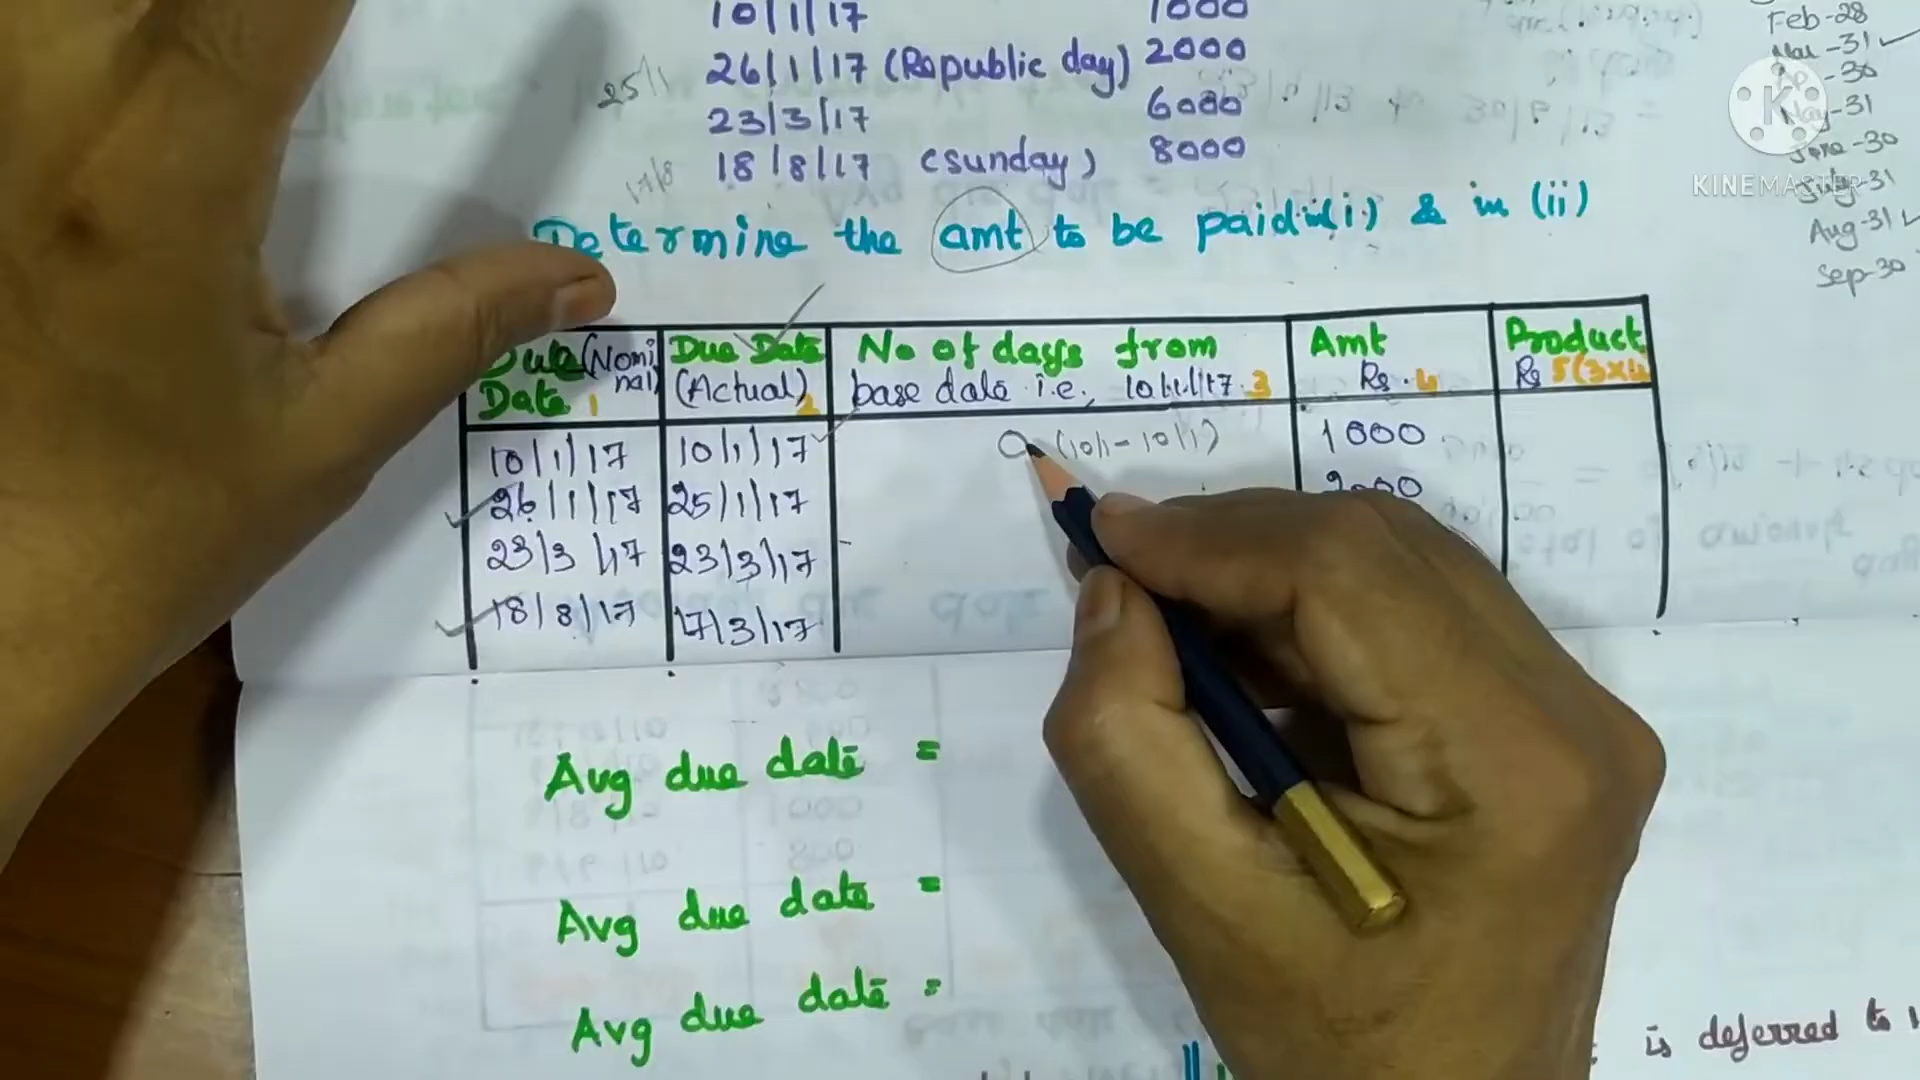 10/1/17 1000
25/1 26/1/17 (Republic day) 2000
23/3/17 6000
17/8 18/8/17 (Sunday) 8000
Determine the amt to be paid in (i) & in (ii)
Feb-28
Mar-31
Apr-30
May-31
June-30
July-31
Aug-31
Sep-30
KINEMASTER
Due (Nomi Due Date No of days from Amt Product
Date nal) 1 (Actual) 2 base date i.e., 10/1/17 3 Rs. 4 Rs 5(3x4
10/1/17 10/1/17 0 (10/1-10/1) 1000
26/1/17 25/1/17 2000
23/3/17 23/3/17
18/8/17 17/3/17
Avg due date =
Avg due date =
Avg due date =
is deferred to